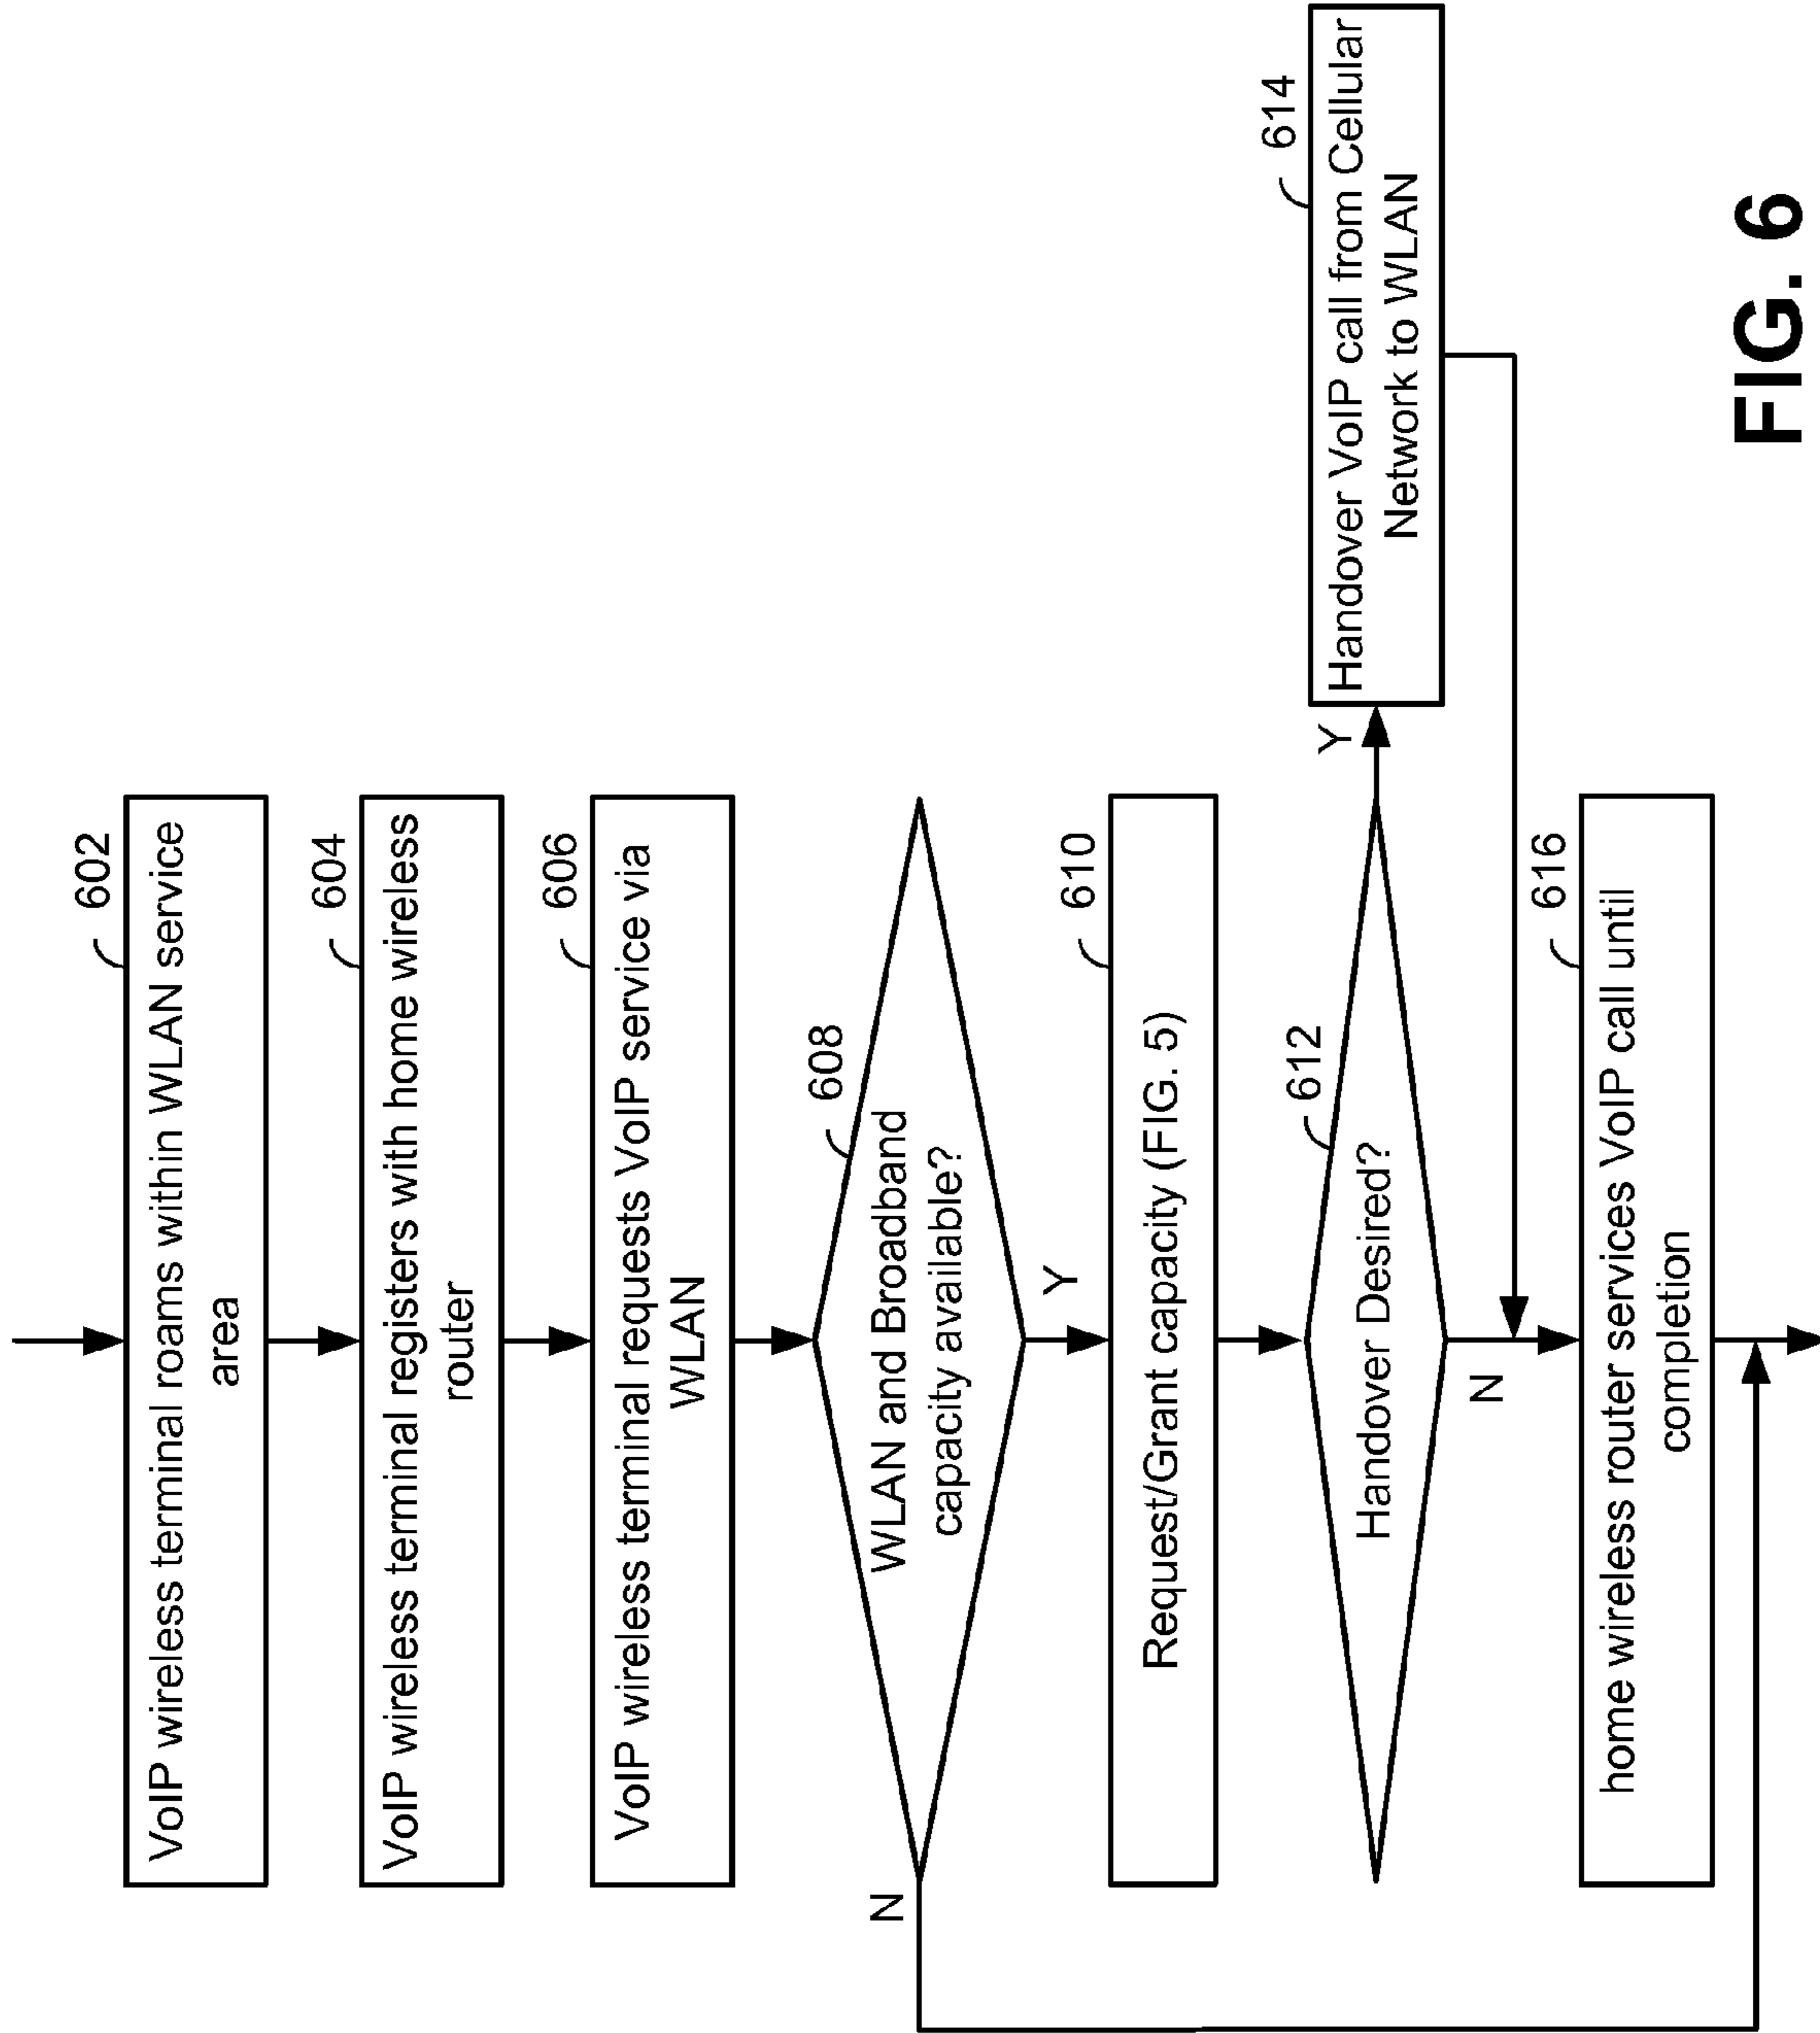 602
VoIP wireless terminal roams within WLAN service
area
604
VoIP wireless terminal registers with home wireless
router
606
VoIP wireless terminal requests VoIP service via
WLAN
608
WLAN and Broadband
capacity available?
N
Y
610
Request/Grant capacity (FIG. 5)
612
Handover Desired?
Y
N
614
Handover VoIP call from Cellular
Network to WLAN
616
home wireless router services VoIP call until
completion
FIG. 6